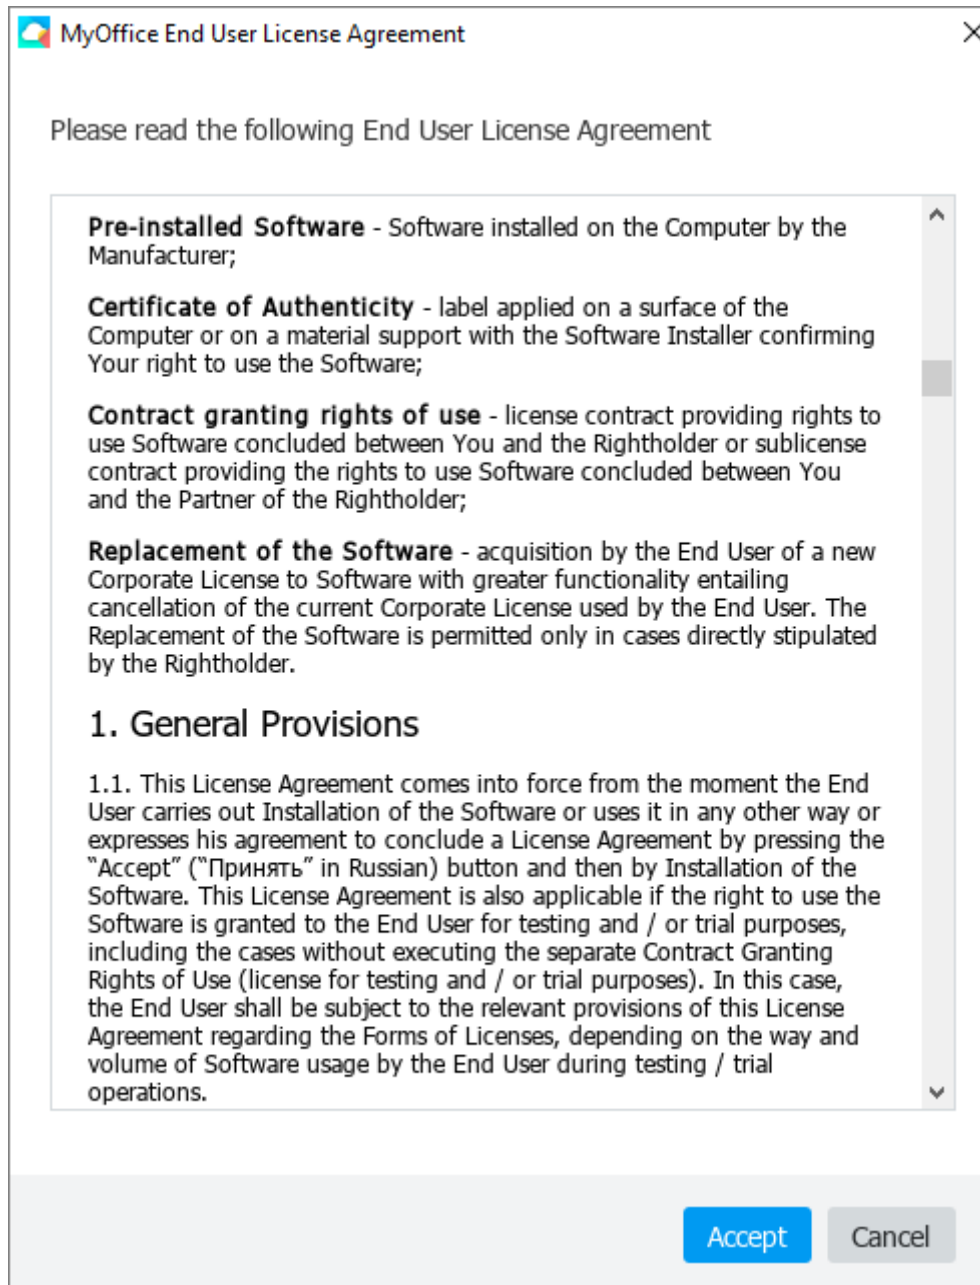 MyOffice End User License Agreement
Please read the following End User License Agreement
Pre-installed Software - Software installed on the Computer by the
Manufacturer;
Certificate of Authenticity - label applied on a surface of the
Computer or on a material support with the Software Installer confirming
Your right to use the Software;
Contract granting rights of use - license contract providing rights to
use Software concluded between You and the Rightholder or sublicense
contract providing the rights to use Software concluded between You
and the Partner of the Rightholder;
Replacement of the Software - acquisition by the End User of a new
Corporate License to Software with greater functionality entailing
cancellation of the current Corporate License used by the End User. The
Replacement of the Software is permitted only in cases directly stipulated
by the Rightholder.
1. General Provisions
1.1. This License Agreement comes into force from the moment the End
User carries out Installation of the Software or uses it in any other way or
expresses his agreement to conclude a License Agreement by pressing the
“Accept” (“Принять” in Russian) button and then by Installation of the
Software. This License Agreement is also applicable if the right to use the
Software is granted to the End User for testing and / or trial purposes,
including the cases without executing the separate Contract Granting
Rights of Use (license for testing and / or trial purposes). In this case,
the End User shall be subject to the relevant provisions of this License
Agreement regarding the Forms of Licenses, depending on the way and
volume of Software usage by the End User during testing / trial
operations.
Accept Cancel